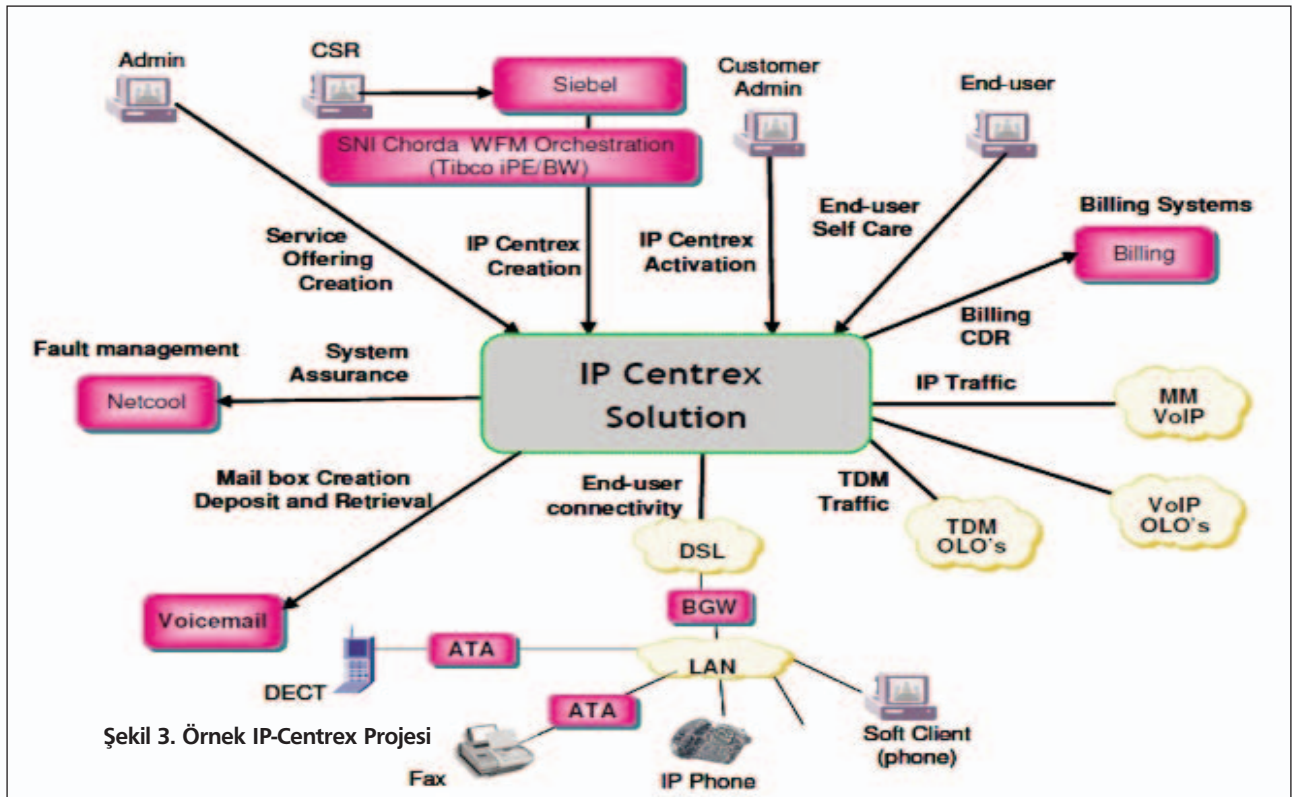 Admin
CSR
Siebel
SNI Chorda WFM Orchestration
(Tibco iPE/BW)
Customer
Admin
End-user
Service
Offering
Creation
IP Centrex
Creation
IP Centrex
Activation
End-user
Self Care
Billing Systems
Billing
Billing
CDR
Fault management
Netcool
System
Assurance
IP Centrex
Solution
IP Traffic
MM
VoIP
Mail box Creation
Deposit and Retrieval
End-user
connectivity
TDM
Traffic
VoIP
OLO's
TDM
OLO's
DSL
BGW
Voicemail
ATA
LAN
DECT
ATA
Fax
IP Phone
Soft Client
(phone)
Şekil 3. Örnek IP-Centrex Projesi